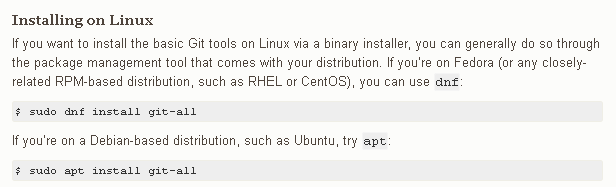 Installing on Linux
If you want to install the basic Git tools on Linux via a binary installer, you can generally do so through
the package management tool that comes with your distribution. If you're on Fedora (or any closely-
related RPM-based distribution, such as RHEL or CentOS), you can use dnf:
$ sudo dnf install git-all
If you're on a Debian-based distribution, such as Ubuntu, try apt:
$ sudo apt install git-all